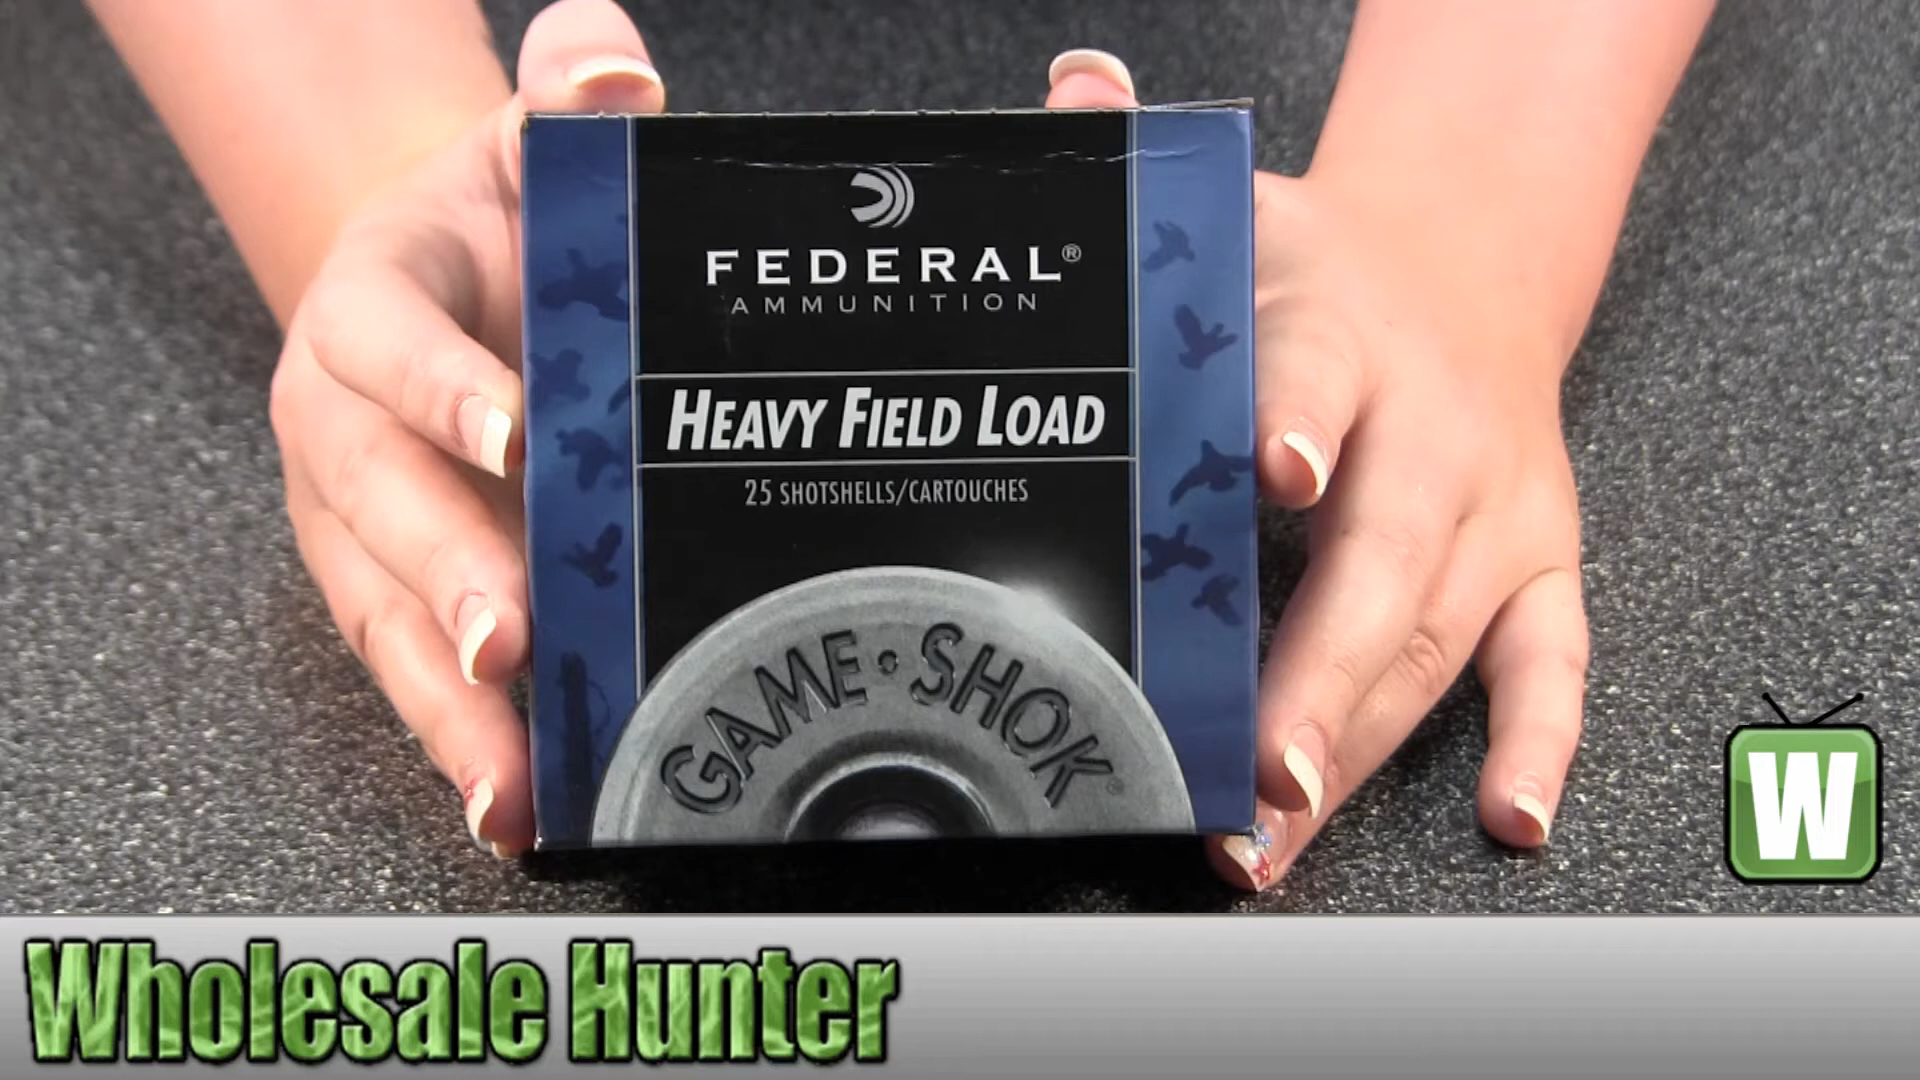 FEDERAL®
AMMUNITION
HEAVY FIELD LOAD
25 SHOTSHELLS/CARTOUCHES
GAME•SHOK®
W
Wholesale Hunter